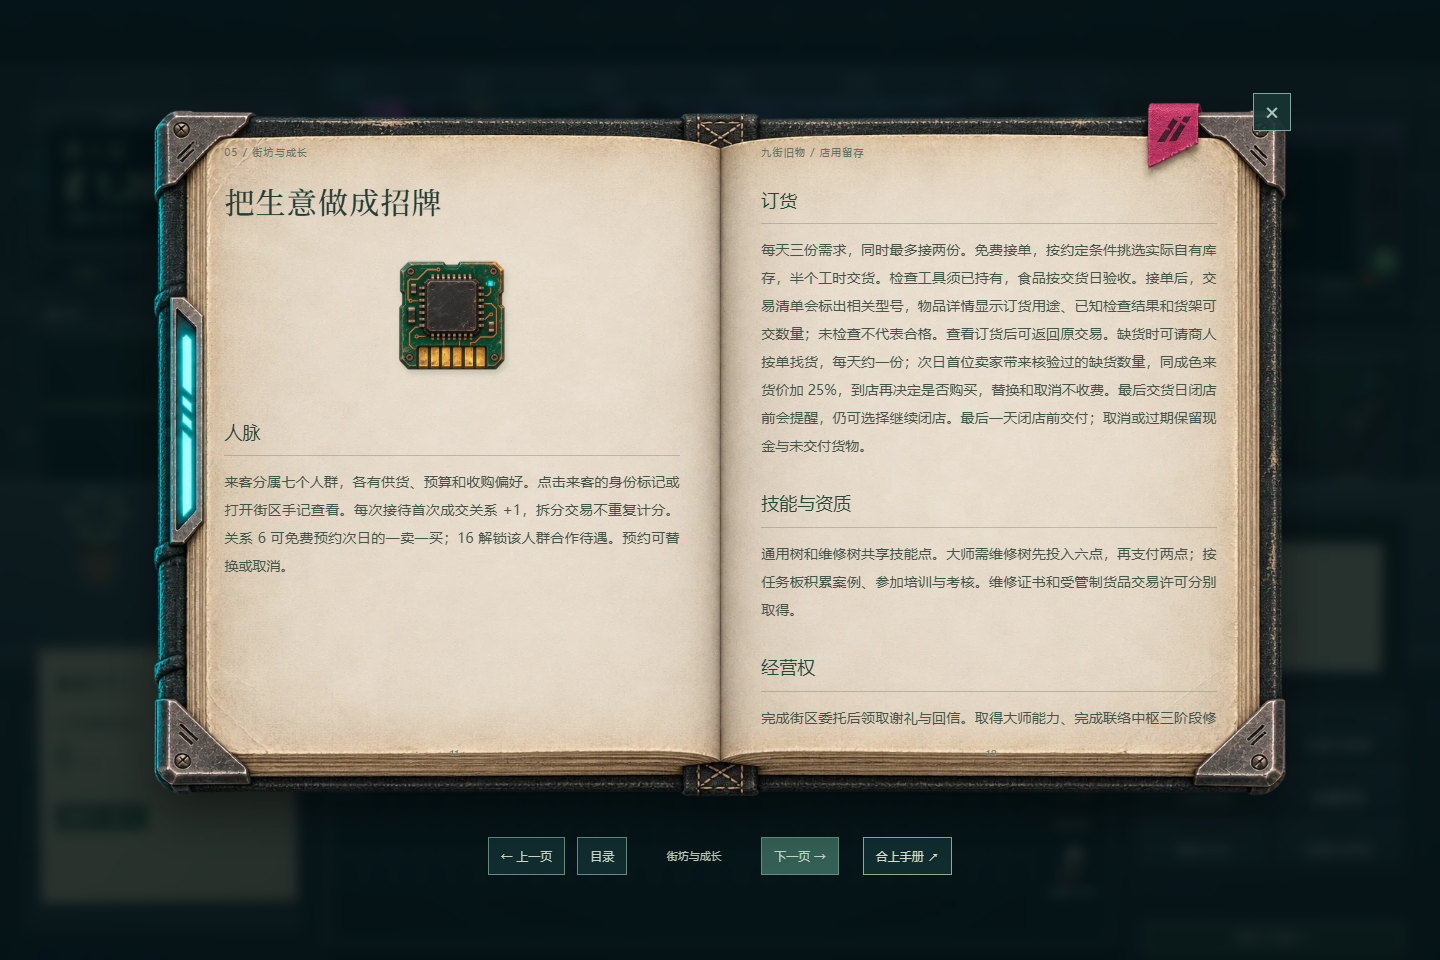 05 / 街坊与成长
把生意做成招牌
人脉
来客分属七个人群，各有供货、预算和收购偏好。点击来客的身份标记或
打开街区手记查看。每次接待首次成交关系 +1，拆分交易不重复计分。
关系 6 可免费预约次日的一卖一买；16 解锁该人群合作待遇。预约可替
换或取消。
九街旧物 / 店用留存
订货
每天三份需求，同时最多接两份。免费接单，按约定条件挑选实际自有库
存，半个工时交货。检查工具须已持有，食品按交货日验收。接单后，交
易清单会标出相关型号，物品详情显示订货用途、已知检查结果和货架可
交数量；未检查不代表合格。查看订货后可返回原交易。缺货时可请商人
按单找货，每天约一份；次日首位卖家带来核验过的缺货数量，同成色来
货价加 25%，到店再决定是否购买，替换和取消不收费。最后交货日闭店
前会提醒，仍可选择继续闭店。最后一天闭店前交付；取消或过期保留现
金与未交付货物。
技能与资质
通用树和维修树共享技能点。大师需维修树先投入六点，再支付两点；按
任务板积累案例、参加培训与考核。维修证书和受管制货品交易许可分别
取得。
经营权
完成街区委托后领取谢礼与回信。取得大师能力、完成联络中枢三阶段修
×
← 上一页
目录
街坊与成长
下一页 →
合上手册 ↗